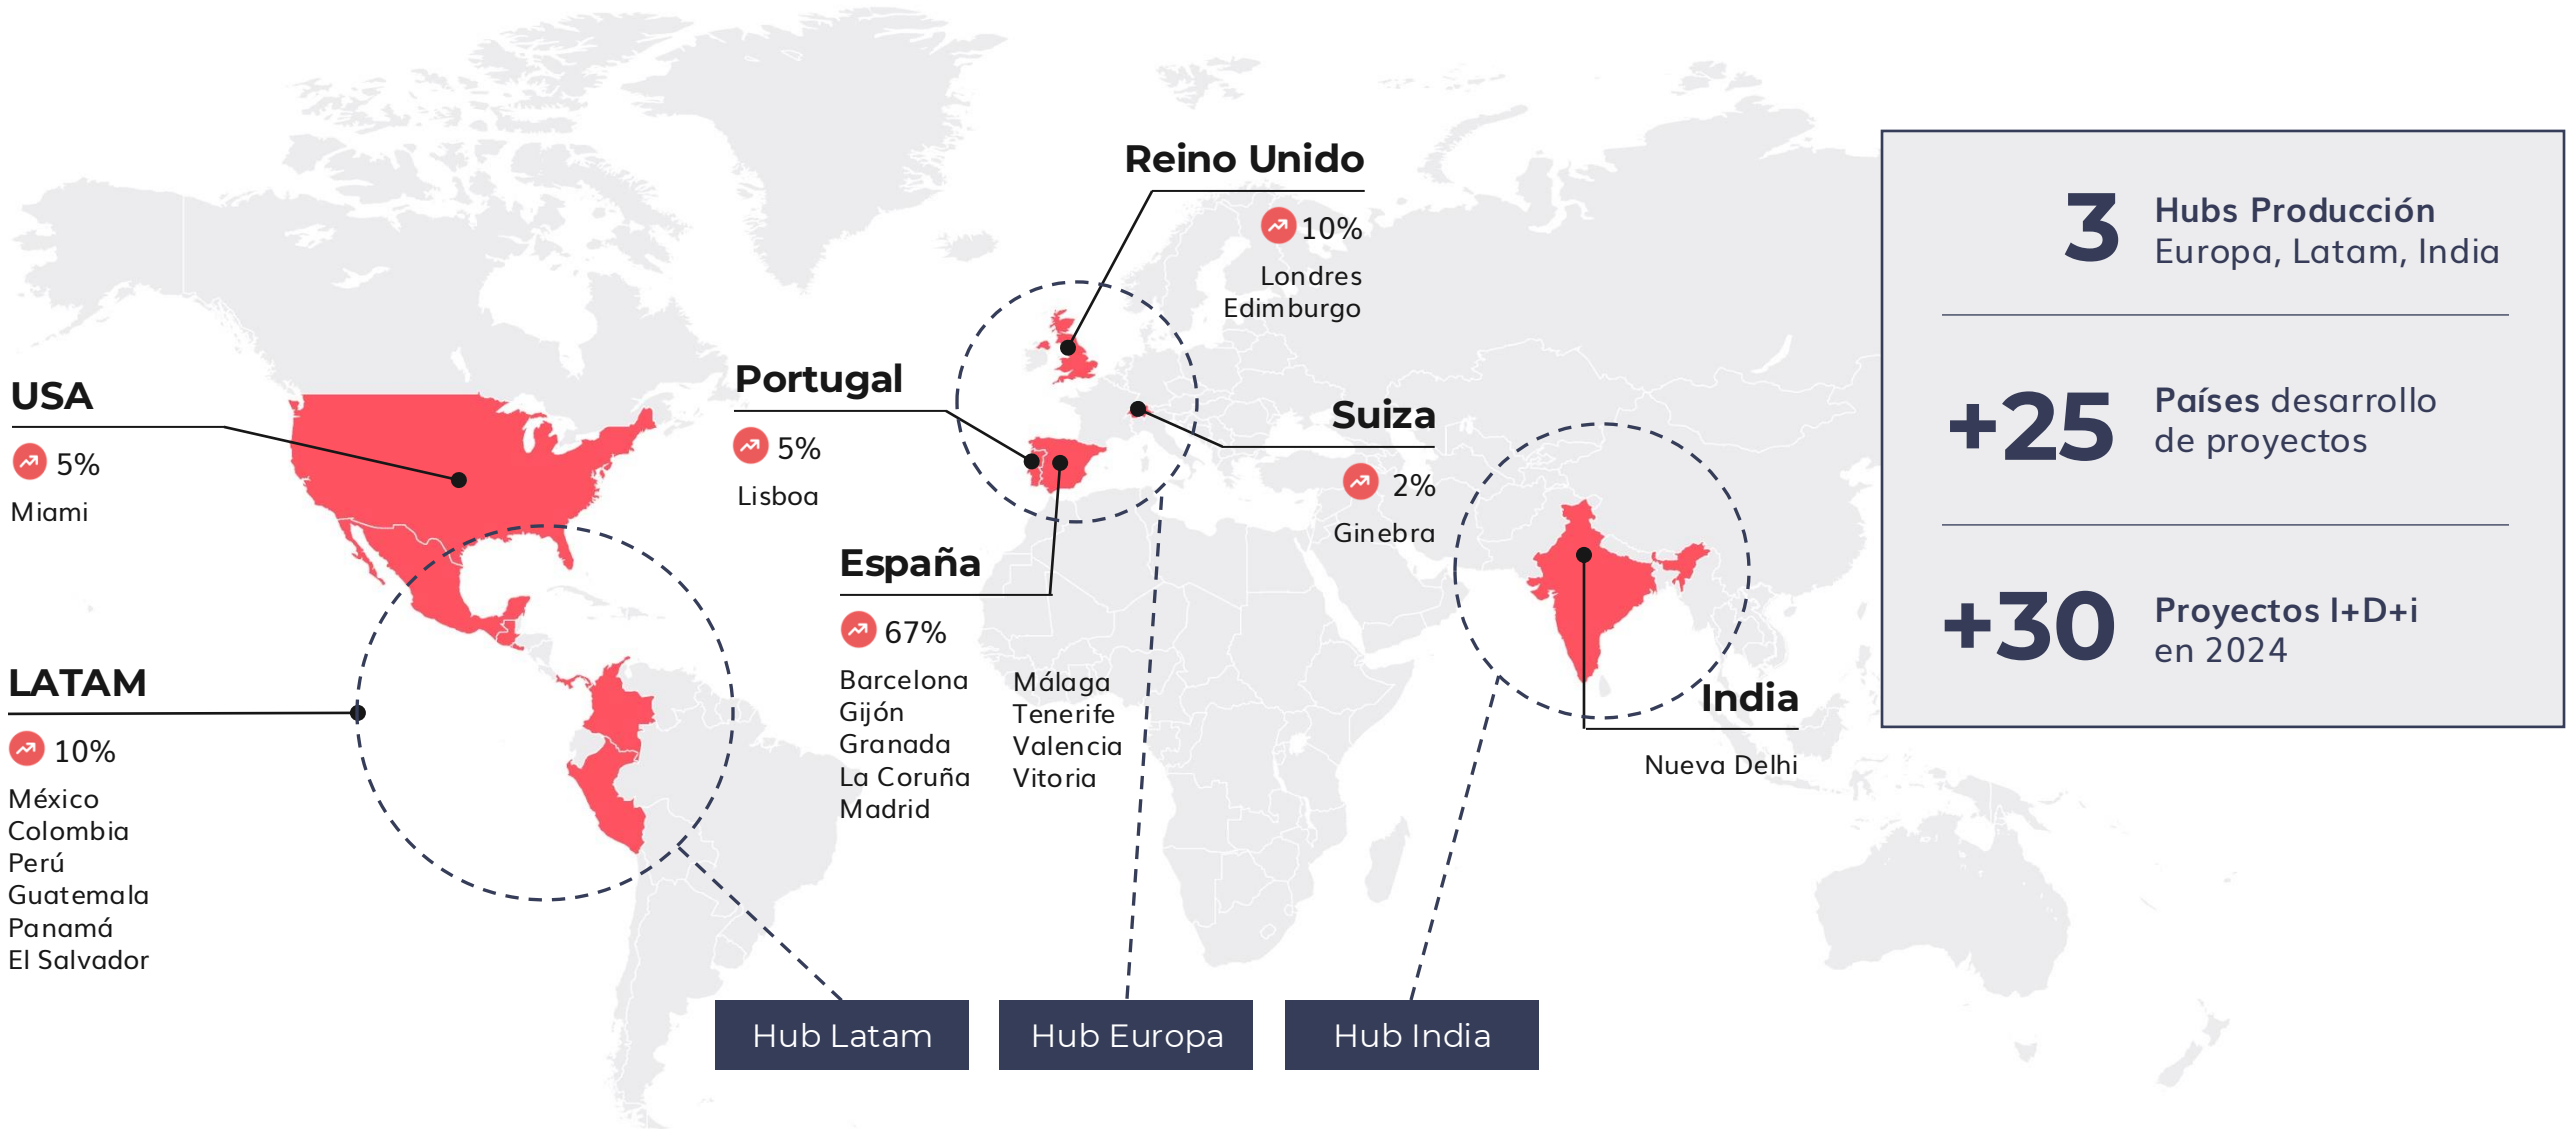 Reino Unido
10%
Londres
Edimburgo
USA
5%
Miami
Portugal
5%
Lisboa
Suiza
2%
Ginebra
España
67%
Barcelona
Gijón
Granada
La Coruña
Madrid
Málaga
Tenerife
Valencia
Vitoria
LATAM
10%
México
Colombia
Perú
Guatemala
Panamá
El Salvador
India
Nueva Delhi
Hub Latam
Hub Europa
Hub India
3
Hubs Producción
Europa, Latam, India
+25
Países desarrollo
de proyectos
+30
Proyectos I+D+i
en 2024